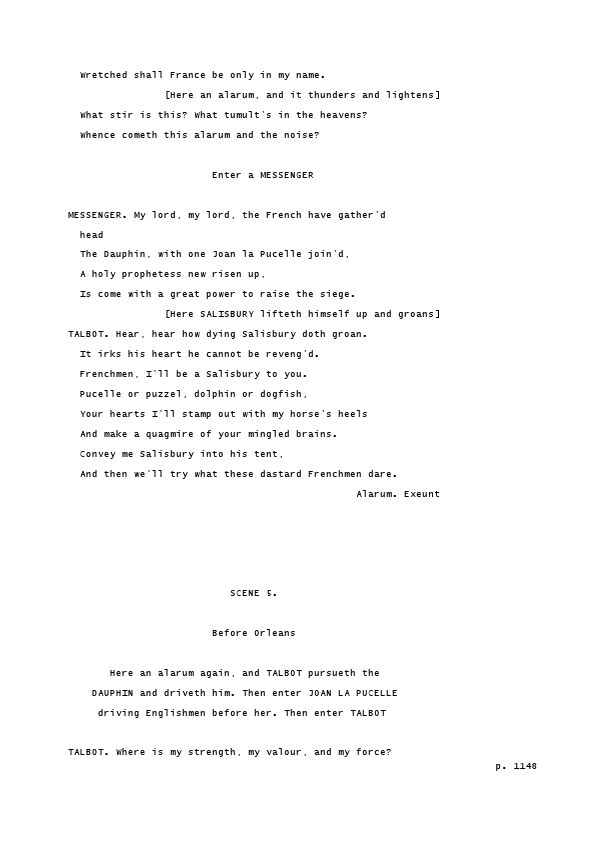 Wretched shall France be only in my name.
[Here an alarum, and it thunders and lightens]
What stir is this? What tumult's in the heavens?
Whence cometh this alarum and the noise?
Enter a MESSENGER
MESSENGER. My lord, my lord, the French have gather'd
head
The Dauphin, with one Joan la Pucelle join'd,
A holy prophetess new risen up,
Is come with a great power to raise the siege.
[Here SALISBURY lifteth himself up and groans]
TALBOT. Hear, hear how dying Salisbury doth groan.
It irks his heart he cannot be reveng'd.
Frenchmen, I'll be a Salisbury to you.
Pucelle or puzzel, dolphin or dogfish,
Your hearts I'll stamp out with my horse's heels
And make a quagmire of your mingled brains.
Convey me Salisbury into his tent,
And then we'll try what these dastard Frenchmen dare.
Alarum. Exeunt
SCENE 5.
Before Orleans
Here an alarum again, and TALBOT pursueth the
DAUPHIN and driveth him. Then enter JOAN LA PUCELLE
driving Englishmen before her. Then enter TALBOT
TALBOT. Where is my strength, my valour, and my force?
p. 1148